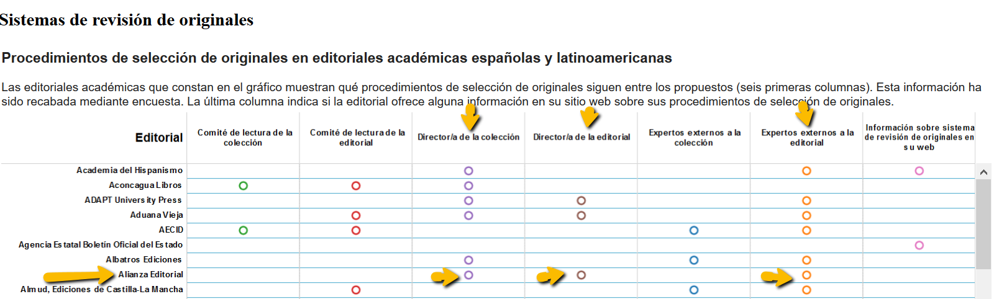 Sistemas de revisión de originales
Procedimientos de selección de originales en editoriales académicas españolas y latinoamericanas
Las editoriales académicas que constan en el gráfico muestran qué procedimientos de selección de originales siguen entre los propuestos (seis primeras columnas). Esta información ha
sido recabada mediante encuesta. La última columna indica si la editorial ofrece alguna información en su sitio web sobre sus procedimientos de selección de originales.
Editorial
Comité de lectura de la
colección
Comité de lectura de la
editorial
Director/a de la colección
Director/a de la editorial
Expertos externos a la
colección
Expertos externos a la
editorial
Información sobre sistema
de revisión de originales en
su web
Academia del Hispanismo
Aconcagua Libros
ADAPT University Press
Aduana Vieja
AECID
Agencia Estatal Boletín Oficial del Estado
Albatros Ediciones
Alianza Editorial
Almud, Ediciones de Castilla-La Mancha